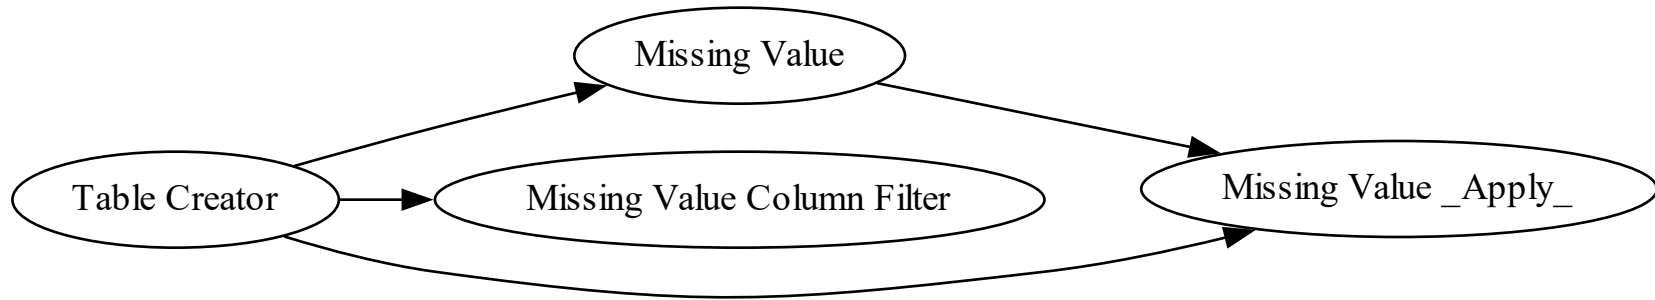 Missing Value
Table Creator
Missing Value Column Filter
Missing Value _Apply_